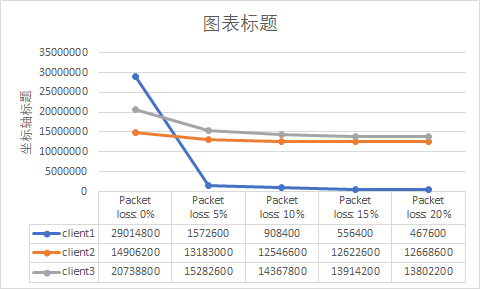 图表标题
坐标轴标题
35000000
30000000
25000000
20000000
15000000
10000000
5000000
0
Packet loss: 0% Packet loss: 5% Packet loss: 10% Packet loss: 15% Packet loss: 20%
client1 29014800 1572600 908400 556400 467600
client2 14906200 13183000 12546600 12622600 12668600
client3 20738800 15282600 14367800 13914200 13802200